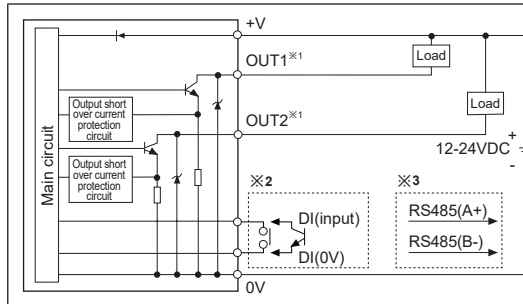 +V
OUT1※1
Load
Load
Output short
over current
protection
circuit
OUT2※1
Main circuit
Output short
over current
protection
circuit
+
12-24VDC
-
※2
※3
DI(input)
RS485(A+)
DI(0V)
RS485(B-)
0V